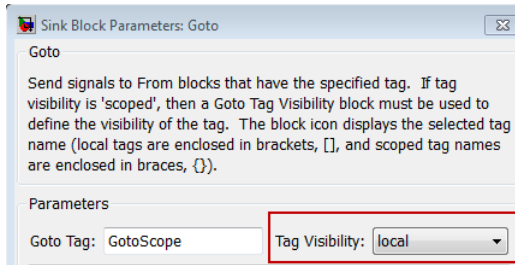 Sink Block Parameters: Goto
Goto
Send signals to From blocks that have the specified tag. If tag
visibility is 'scoped', then a Goto Tag Visibility block must be used to
define the visibility of the tag. The block icon displays the selected tag
name (local tags are enclosed in brackets, [], and scoped tag names
are enclosed in braces, {}).
Parameters
Goto Tag: GotoScope Tag Visibility: local